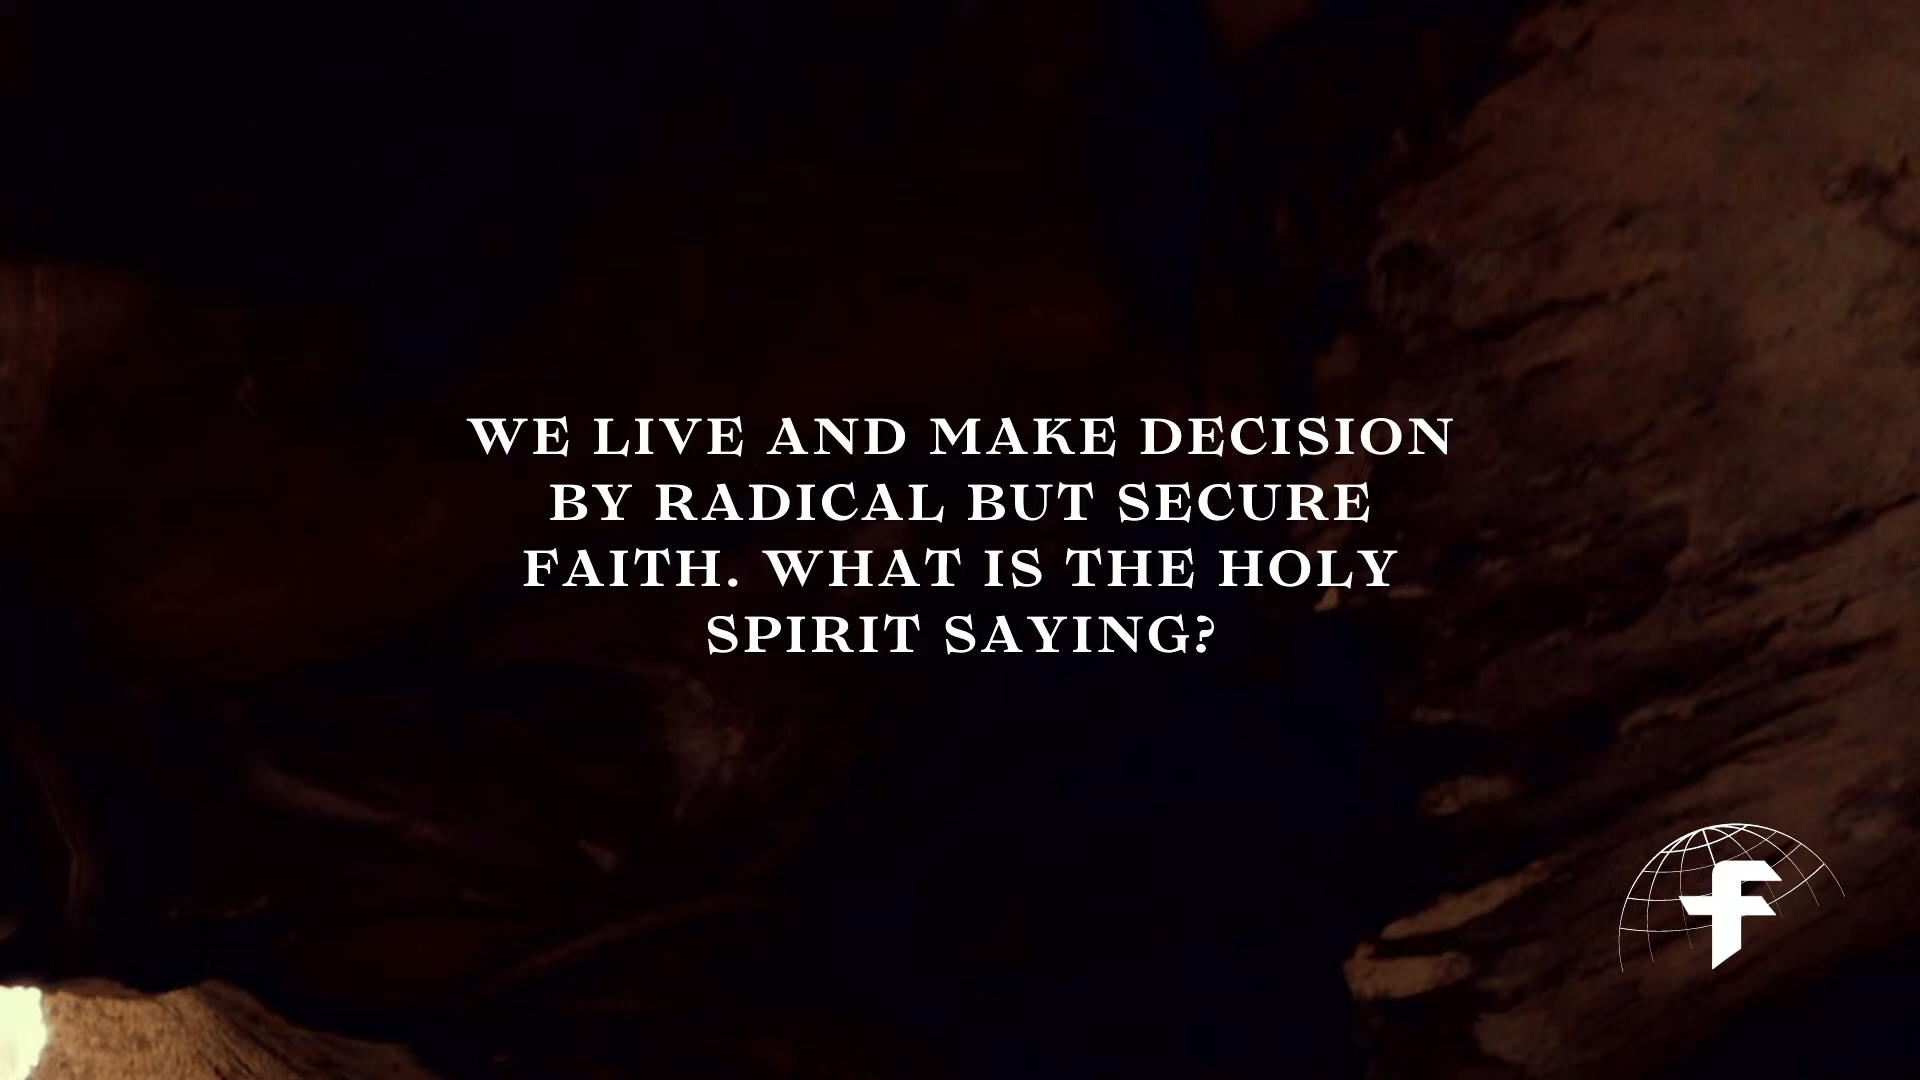 WE LIVE AND MAKE DECISION
BY RADICAL BUT SECURE
FAITH. WHAT IS THE HOLY
SPIRIT SAYING?
f